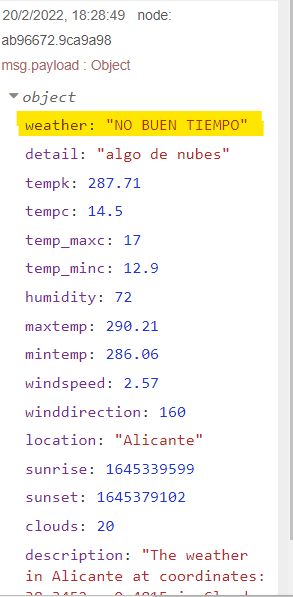 20/2/2022, 18:28:49 node:
ab96672.9ca9a98
msg.payload : Object
object
weather: "NO BUEN TIEMPO"
detail: "algo de nubes"
tempk: 287.71
tempc: 14.5
temp_maxc: 17
temp_minc: 12.9
humidity: 72
maxtemp: 290.21
mintemp: 286.06
windspeed: 2.57
winddirection: 160
location: "Alicante"
sunrise: 1645339599
sunset: 1645379102
clouds: 20
description: "The weather
in Alicante at coordinates: